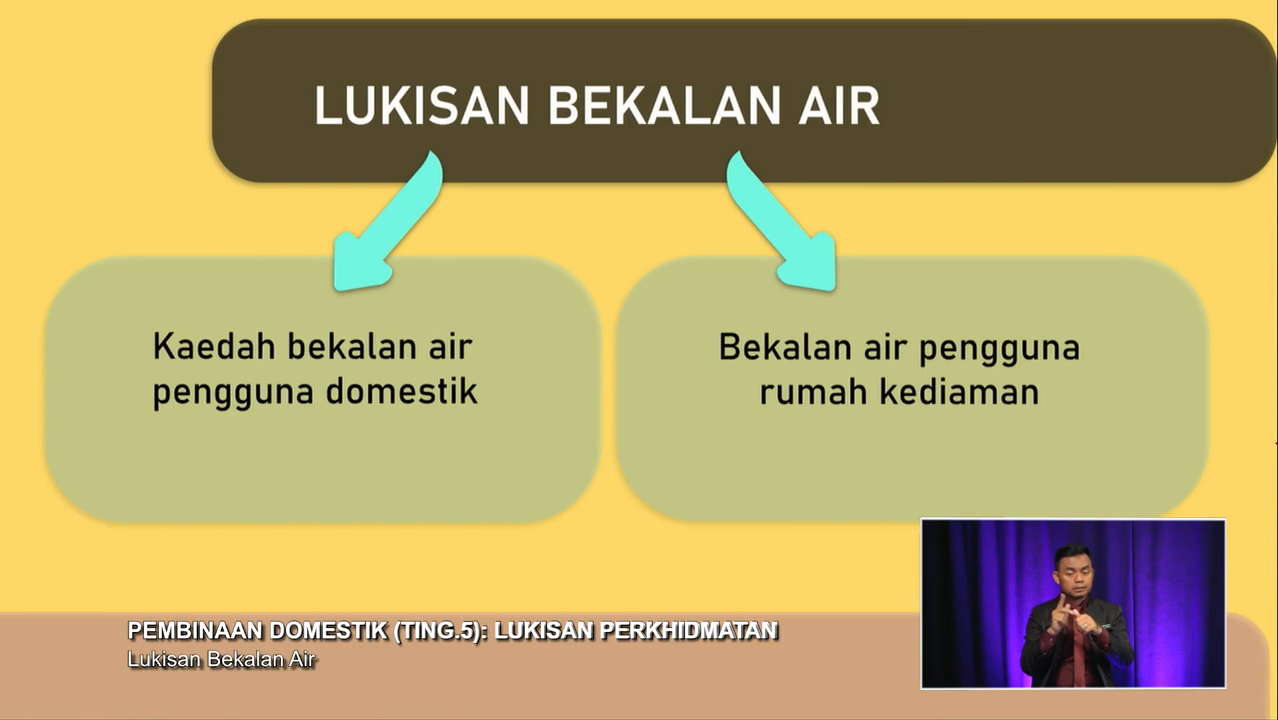 LUKISAN BEKALAN AIR
Kaedah bekalan air
pengguna domestik
Bekalan air pengguna
rumah kediaman
PEMBINAAN DOMESTIK (TING.5): LUKISAN PERKHIDMATAN
Lukisan Bekalan Air